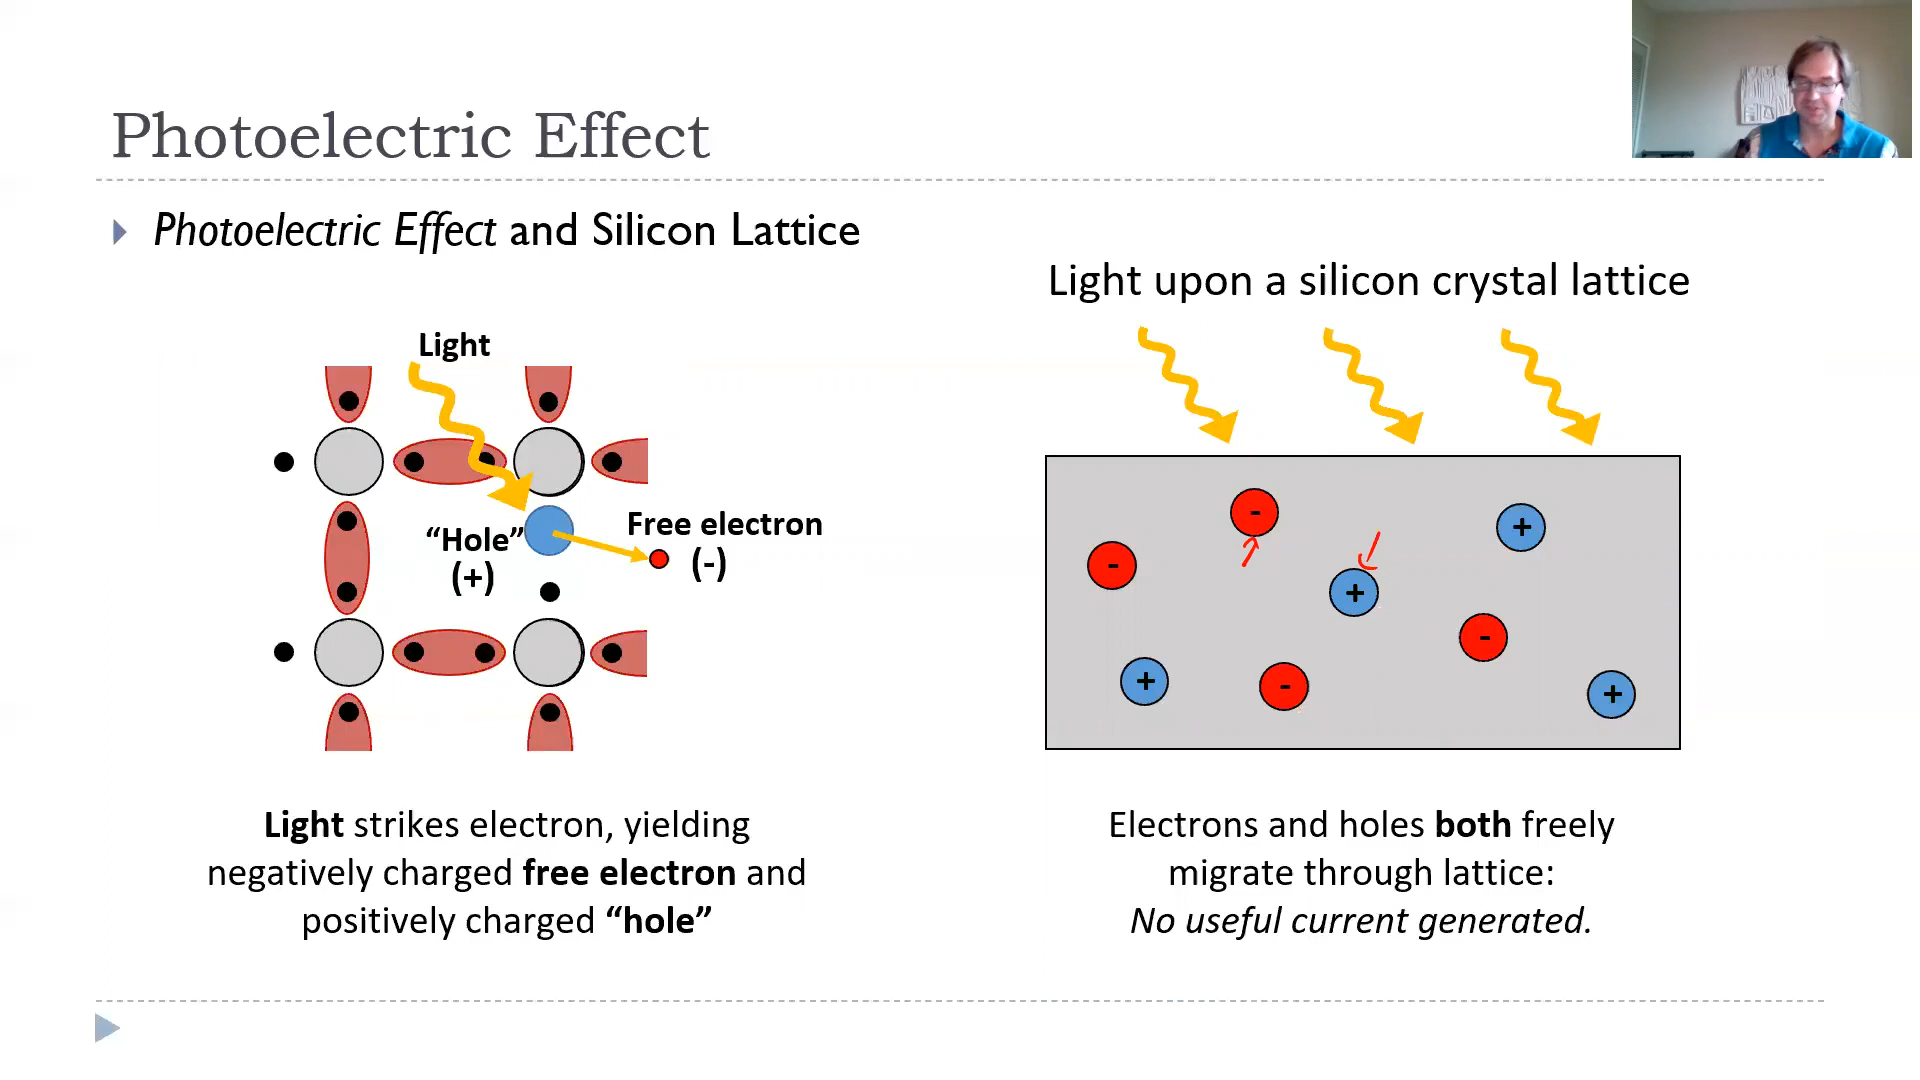 Photoelectric Effect
Photoelectric Effect and Silicon Lattice
Light upon a silicon crystal lattice
Light
“Hole”
(+)
Free electron
(-)
-
+
-
+
-
+
-
+
Light strikes electron, yielding
negatively charged free electron and
positively charged “hole”
Electrons and holes both freely
migrate through lattice:
No useful current generated.